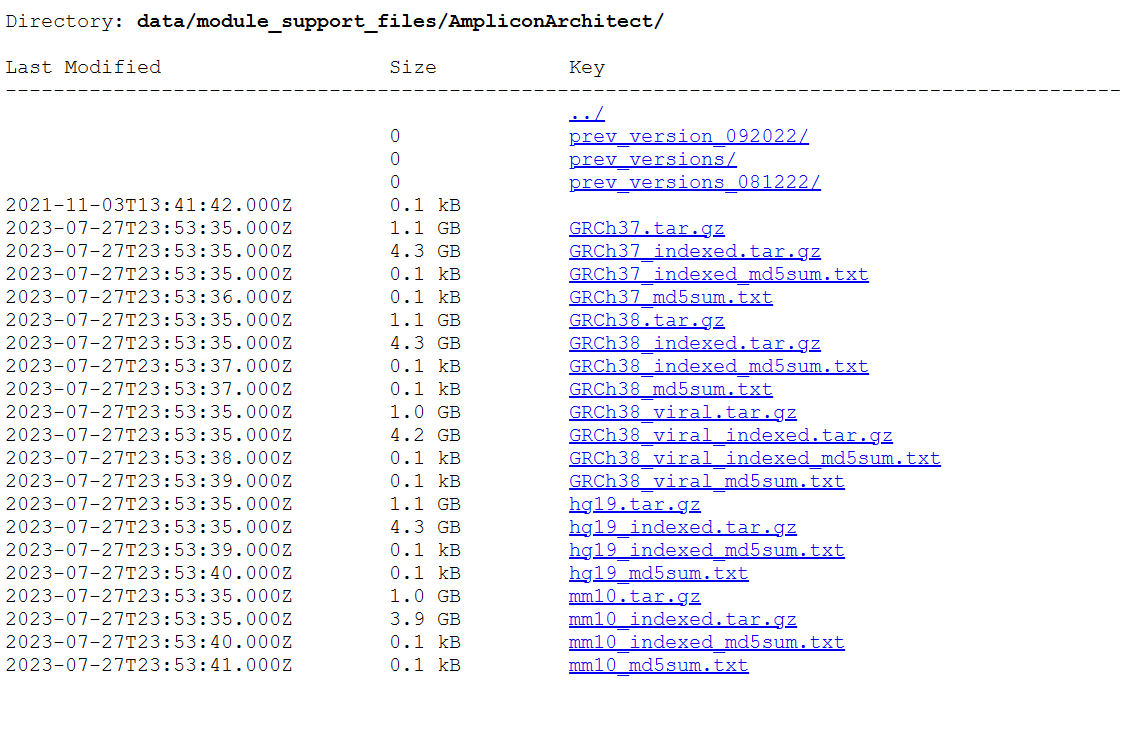 Directory: data/module_support_files/AmpliconArchitect/
Last Modified Size Key
----------------------------------------------------------------------------------------------
../
0 prev_version_092022/
0 prev_versions/
0 prev_versions_081222/
2021-11-03T13:41:42.000Z 0.1 kB
2023-07-27T23:53:35.000Z 1.1 GB GRCh37.tar.gz
2023-07-27T23:53:35.000Z 4.3 GB GRCh37_indexed.tar.gz
2023-07-27T23:53:35.000Z 0.1 kB GRCh37_indexed_md5sum.txt
2023-07-27T23:53:36.000Z 0.1 kB GRCh37_md5sum.txt
2023-07-27T23:53:35.000Z 1.1 GB GRCh38.tar.gz
2023-07-27T23:53:35.000Z 4.3 GB GRCh38_indexed.tar.gz
2023-07-27T23:53:37.000Z 0.1 kB GRCh38_indexed_md5sum.txt
2023-07-27T23:53:37.000Z 0.1 kB GRCh38_md5sum.txt
2023-07-27T23:53:35.000Z 1.0 GB GRCh38_viral.tar.gz
2023-07-27T23:53:35.000Z 4.2 GB GRCh38_viral_indexed.tar.gz
2023-07-27T23:53:38.000Z 0.1 kB GRCh38_viral_indexed_md5sum.txt
2023-07-27T23:53:39.000Z 0.1 kB GRCh38_viral_md5sum.txt
2023-07-27T23:53:35.000Z 1.1 GB hg19.tar.gz
2023-07-27T23:53:35.000Z 4.3 GB hg19_indexed.tar.gz
2023-07-27T23:53:39.000Z 0.1 kB hg19_indexed_md5sum.txt
2023-07-27T23:53:40.000Z 0.1 kB hg19_md5sum.txt
2023-07-27T23:53:35.000Z 1.0 GB mm10.tar.gz
2023-07-27T23:53:35.000Z 3.9 GB mm10_indexed.tar.gz
2023-07-27T23:53:40.000Z 0.1 kB mm10_indexed_md5sum.txt
2023-07-27T23:53:41.000Z 0.1 kB mm10_md5sum.txt